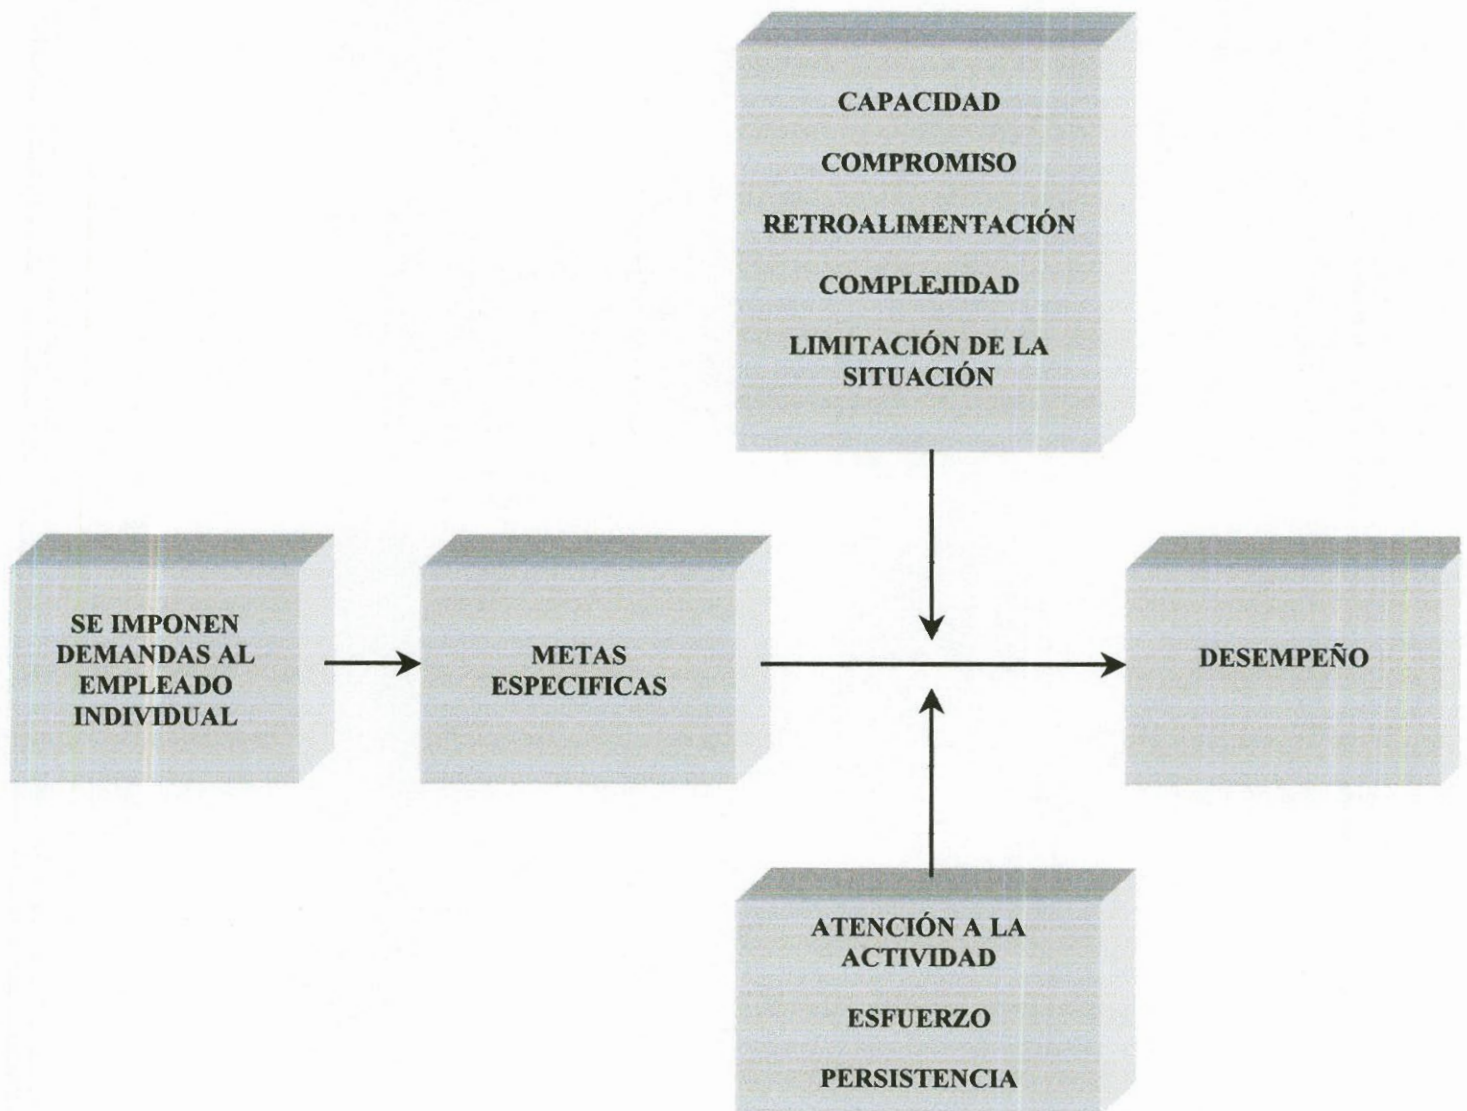 CAPACIDAD
COMPROMISO
RETROALIMENTACIÓN
COMPLEJIDAD
LIMITACIÓN DE LA
SITUACIÓN
SE IMPONEN
DEMANDAS AL
EMPLEADO
INDIVIDUAL
METAS
ESPECIFICAS
DESEMPEÑO
ATENCIÓN A LA
ACTIVIDAD
ESFUERZO
PERSISTENCIA